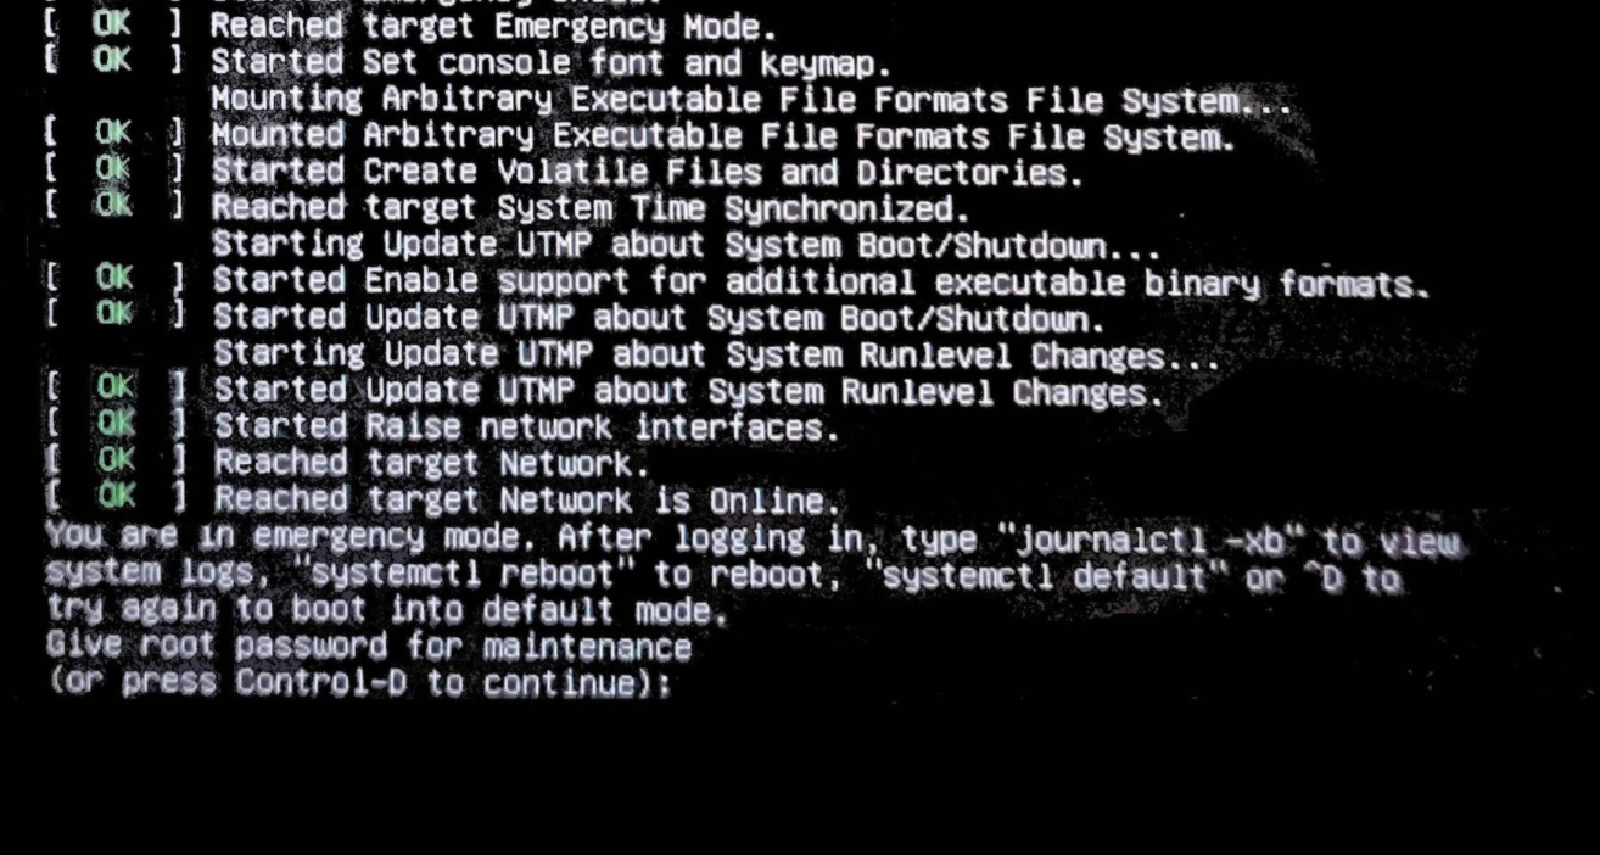 [  OK  ] Reached target Emergency Mode.
[  OK  ] Started Set console font and keymap.
Mounting Arbitrary Executable File Formats File System...
[  OK  ] Mounted Arbitrary Executable File Formats File System.
[  OK  ] Started Create Volatile Files and Directories.
[  OK  ] Reached target System Time Synchronized.
Starting Update UTMP about System Boot/Shutdown...
[  OK  ] Started Enable support for additional executable binary formats.
[  OK  ] Started Update UTMP about System Boot/Shutdown.
Starting Update UTMP about System Runlevel Changes...
[  OK  ] Started Update UTMP about System Runlevel Changes.
[  OK  ] Started Raise network interfaces.
[  OK  ] Reached target Network.
[  OK  ] Reached target Network is Online.
You are in emergency mode. After logging in, type "journalctl -xb" to view
system logs, "systemctl reboot" to reboot, "systemctl default" or ^D to
try again to boot into default mode.
Give root password for maintenance
(or press Control-D to continue):